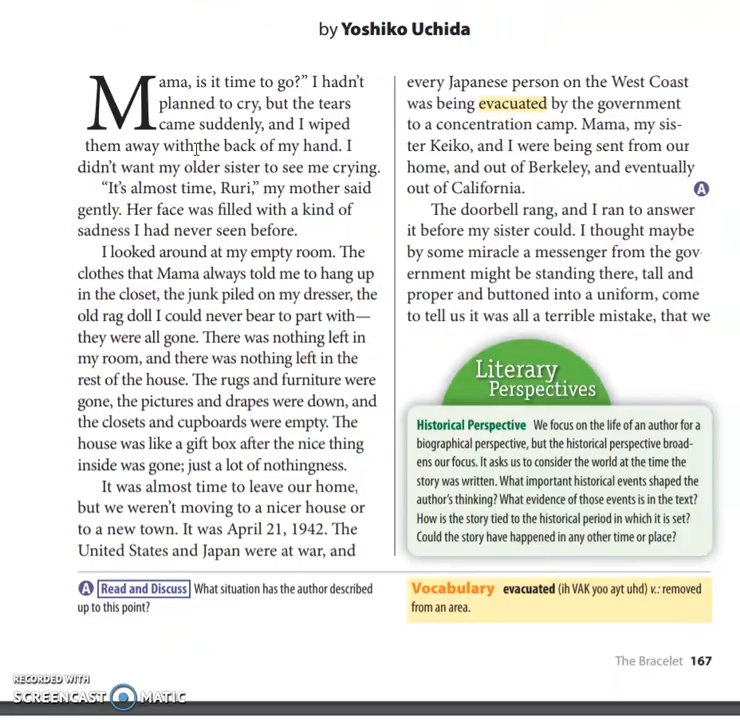 by Yoshiko Uchida
Mama, is it time to go?” I hadn’t
planned to cry, but the tears
came suddenly, and I wiped
them away with the back of my hand. I
didn’t want my older sister to see me crying.
“It’s almost time, Ruri,” my mother said
gently. Her face was filled with a kind of
sadness I had never seen before.
I looked around at my empty room. The
clothes that Mama always told me to hang up
in the closet, the junk piled on my dresser, the
old rag doll I could never bear to part with—
they were all gone. There was nothing left in
my room, and there was nothing left in the
rest of the house. The rugs and furniture were
gone, the pictures and drapes were down, and
the closets and cupboards were empty. The
house was like a gift box after the nice thing
inside was gone; just a lot of nothingness.
It was almost time to leave our home,
but we weren’t moving to a nicer house or
to a new town. It was April 21, 1942. The
United States and Japan were at war, and
every Japanese person on the West Coast
was being evacuated by the government
to a concentration camp. Mama, my sis-
ter Keiko, and I were being sent from our
home, and out of Berkeley, and eventually
out of California. A
The doorbell rang, and I ran to answer
it before my sister could. I thought maybe
by some miracle a messenger from the gov-
ernment might be standing there, tall and
proper and buttoned into a uniform, come
to tell us it was all a terrible mistake, that we
Literary
Perspectives
Historical Perspective We focus on the life of an author for a
biographical perspective, but the historical perspective broad-
ens our focus. It asks us to consider the world at the time the
story was written. What important historical events shaped the
author’s thinking? What evidence of those events is in the text?
How is the story tied to the historical period in which it is set?
Could the story have happened in any other time or place?
A Read and Discuss What situation has the author described
up to this point?
Vocabulary evacuated (ih VAK yoo ayt uhd) v.: removed
from an area.
The Bracelet 167
RECORDED WITH
SCREENCAST MATIC